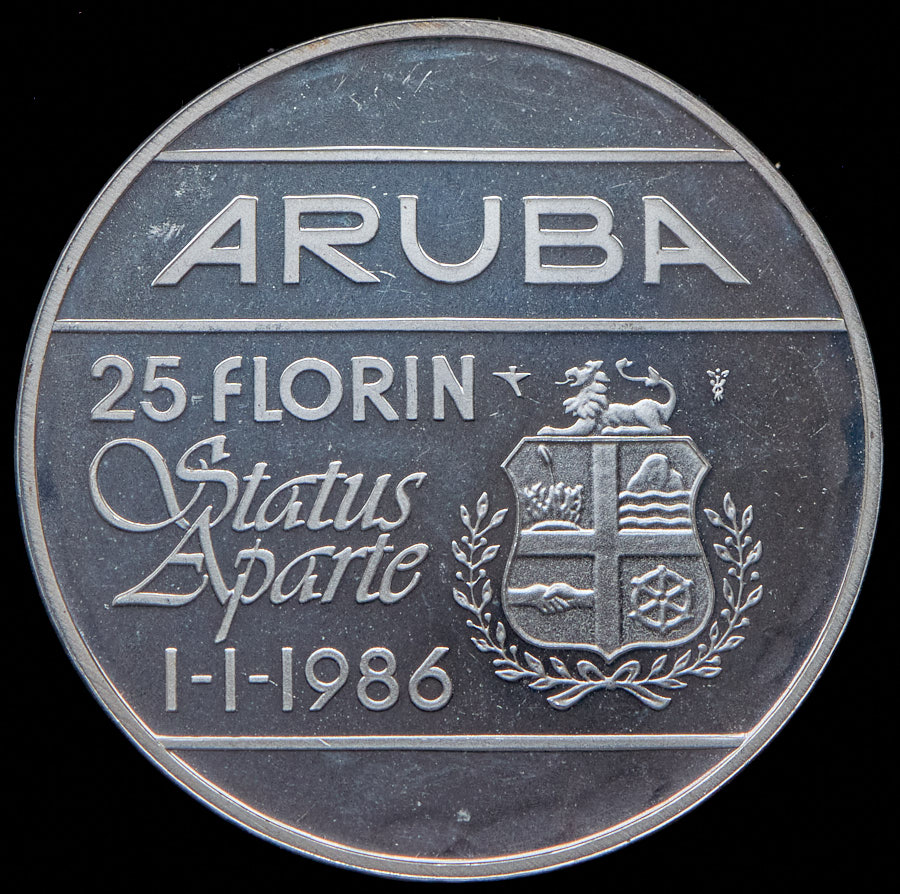 ARUBA
25 FLORIN
Status
Aparte
1-1-1986